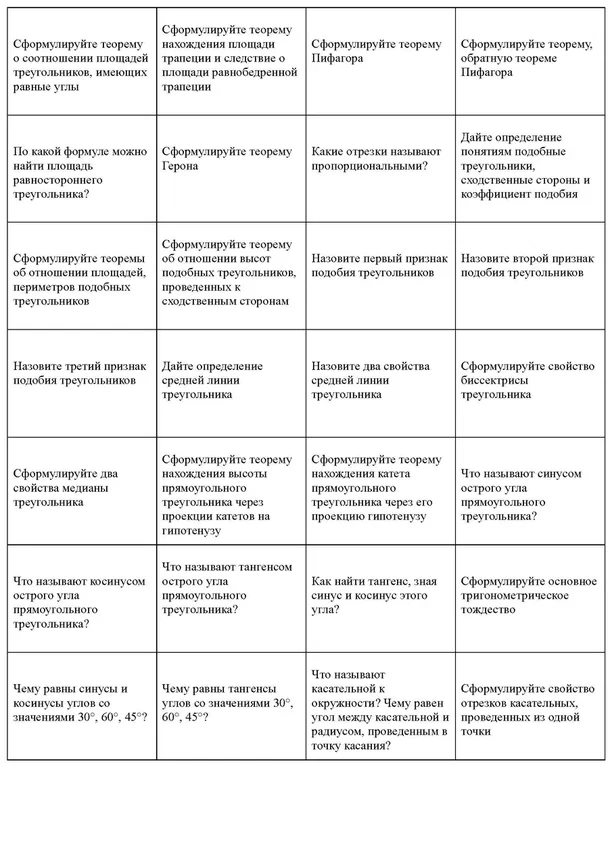 Сформулируйте теорему
о соотношении площадей
треугольников, имеющих
равные углы
Сформулируйте теорему
нахождения площади
трапеции и следствие о
площади равнобедренной
трапеции
Сформулируйте теорему
Пифагора
Сформулируйте теорему,
обратную теореме
Пифагора
По какой формуле можно
найти площадь
равностороннего
треугольника?
Сформулируйте теорему
Герона
Какие отрезки называют
пропорциональными?
Дайте определение
понятиям подобные
треугольники,
сходственные стороны и
коэффициент подобия
Сформулируйте теоремы
об отношении площадей,
периметров подобных
треугольников
Сформулируйте теорему
об отношении высот
подобных треугольников,
проведенных к
сходственным сторонам
Назовите первый признак
подобия треугольников
Назовите второй признак
подобия треугольников
Назовите третий признак
подобия треугольников
Дайте определение
средней линии
треугольника
Назовите два свойства
средней линии
треугольника
Сформулируйте свойство
биссектрисы
треугольника
Сформулируйте два
свойства медианы
треугольника
Сформулируйте теорему
нахождения высоты
прямоугольного
треугольника через
проекции катетов на
гипотенузу
Сформулируйте теорему
нахождения катета
прямоугольного
треугольника через его
проекцию гипотенузу
Что называют синусом
острого угла
прямоугольного
треугольника?
Что называют косинусом
острого угла
прямоугольного
треугольника?
Что называют тангенсом
острого угла
прямоугольного
треугольника?
Как найти тангенс, зная
синус и косинус этого
угла?
Сформулируйте основное
тригонометрическое
тождество
Чему равны синусы и
косинусы углов со
значениями 30°, 60°, 45°?
Чему равны тангенсы
углов со значениями 30°,
60°, 45°?
Что называют
касательной к
окружности? Чему равен
угол между касательной и
радиусом, проведенным в
точку касания?
Сформулируйте свойство
отрезков касательных,
проведенных из одной
точки